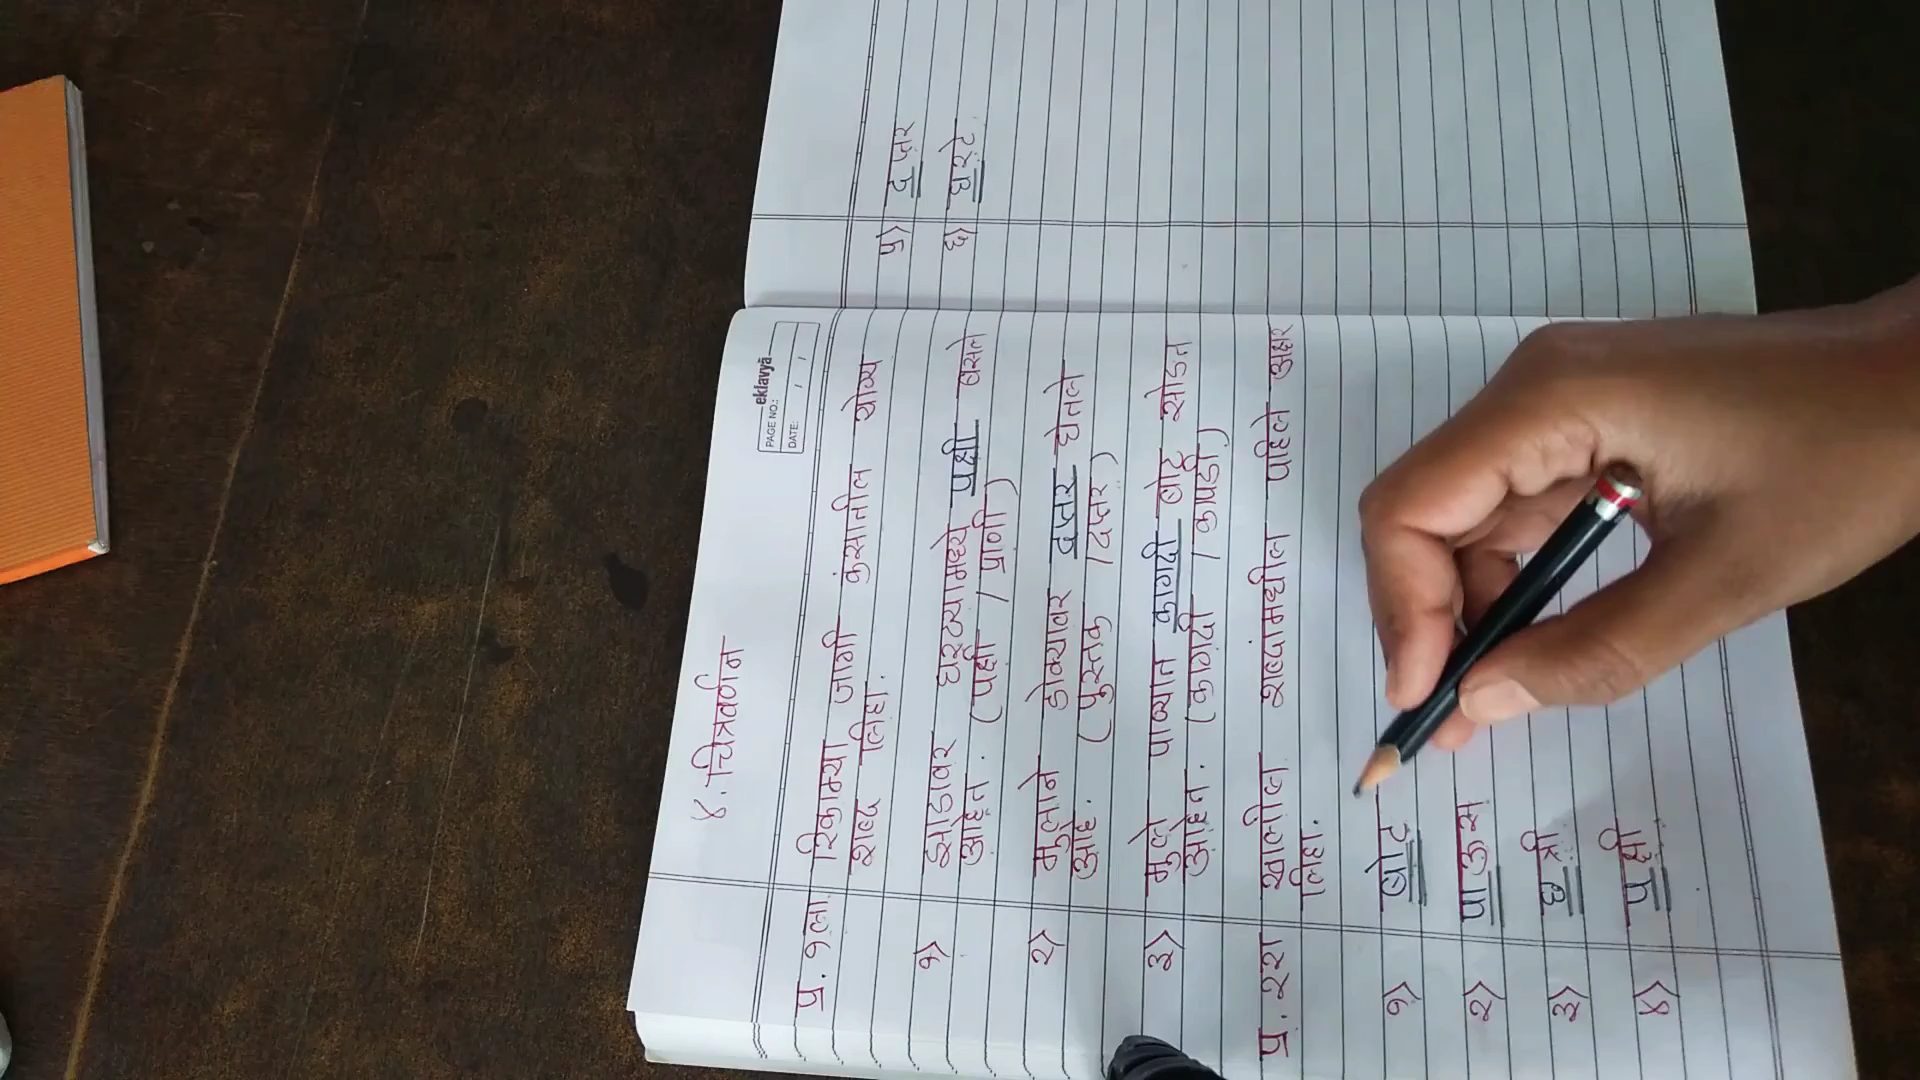 eklavyā
PAGE NO.:
DATE: / /
४. चित्रवर्णन
प्र. १ला. रिकाम्या जागी कंसातील योग्य
शब्द लिहा.
१) झाडावर घरट्यामध्ये पक्षी बसले
आहेत. (पक्षी / प्राणी)
२) मुलाने डोक्यावर दप्तर घेतले
आहे. (पुस्तक / दप्तर)
३) मुले पाण्यात कागदी बोट सोडत
आहेत. (कागदी / कापडी)
प्र. २रा खालील शब्दामधील पहिले अक्षर
लिहा.
१) बोट
२) पाऊस
३) छत्री
४) पक्षी
५) दप्तर
६) घरटे